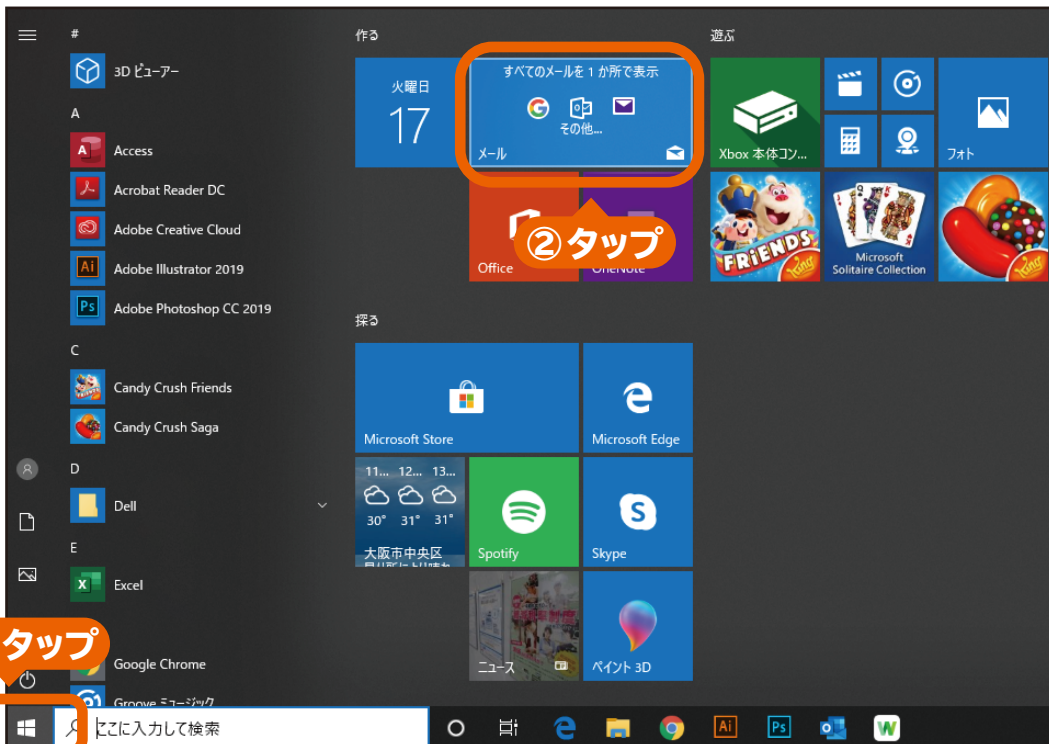 #
3D ビューアー
A
Access
Acrobat Reader DC
Adobe Creative Cloud
Adobe Illustrator 2019
Adobe Photoshop CC 2019
C
Candy Crush Friends
Candy Crush Saga
D
Dell
E
Excel
Google Chrome
Groove ミュージック
タップ
ここに入力して検索
作る
火曜日
17
すべてのメールを 1 か所で表示
その他...
メール
② タップ
Office
OneNote
遊ぶ
Xbox 本体コン...
フォト
FRIENDS
King
Microsoft
Solitaire Collection
King
探る
Microsoft Store
Microsoft Edge
11... 12... 13...
30° 31° 31°
大阪市中央区
Spotify
Skype
ニュース
ペイント 3D
Ai
Ps